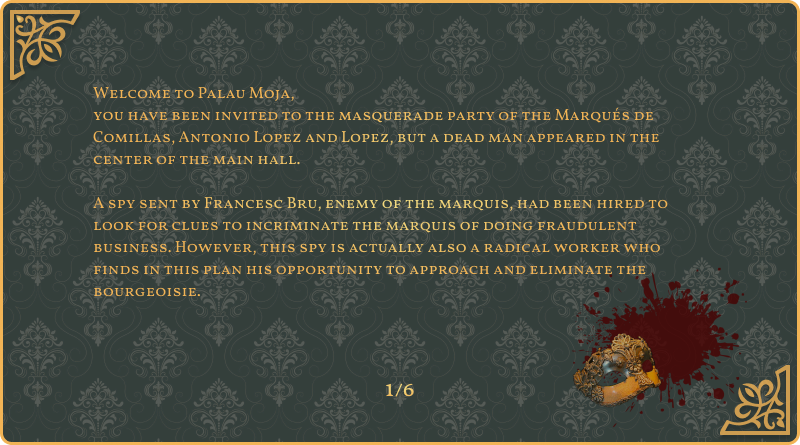 Welcome to Palau Moja,
you have been invited to the masquerade party of the Marqués de
Comillas, Antonio Lopez and Lopez, but a dead man appeared in the
center of the main hall.
A spy sent by Francesc Bru, enemy of the marquis, had been hired to
look for clues to incriminate the marquis of doing fraudulent
business. However, this spy is actually also a radical worker who
finds in this plan his opportunity to approach and eliminate the
bourgeoisie.
1/6